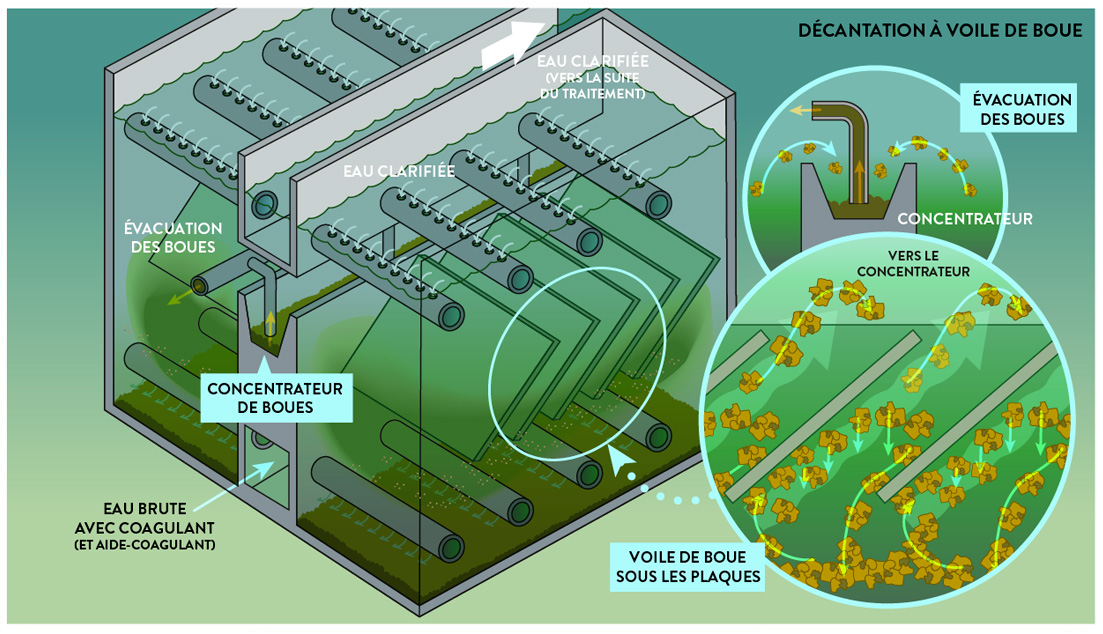 DÉCANTATION À VOILE DE BOUE
EAU CLARIFIÉE
(VERS LA SUITE
DU TRAITEMENT)
ÉVACUATION
DES BOUES
EAU CLARIFIÉE
CONCENTRATEUR
ÉVACUATION
DES BOUES
VERS LE
CONCENTRATEUR
CONCENTRATEUR
DE BOUES
EAU BRUTE
AVEC COAGULANT
(ET AIDE-COAGULANT)
VOILE DE BOUE
SOUS LES PLAQUES